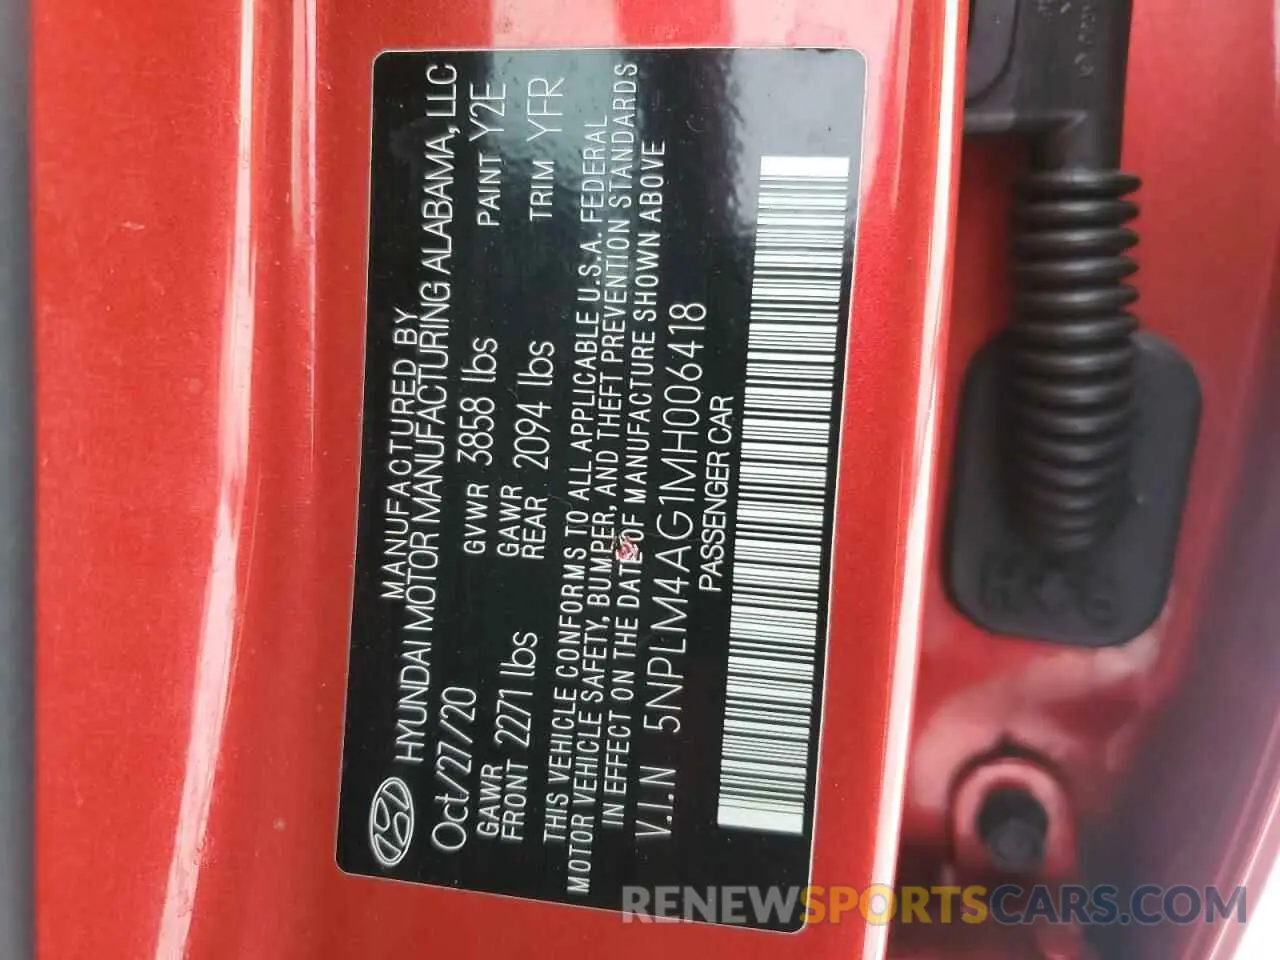 MANUFACTURED BY
HYUNDAI MOTOR MANUFACTURING ALABAMA, LLC
Oct/27/20 GVWR 3858 lbs PAINT Y2E
GAWR FRONT 2271 lbs GAWR REAR 2094 lbs TRIM YFR
THIS VEHICLE CONFORMS TO ALL APPLICABLE U.S.A. FEDERAL
MOTOR VEHICLE SAFETY, BUMPER, AND THEFT PREVENTION STANDARDS
IN EFFECT ON THE DATE OF MANUFACTURE SHOWN ABOVE
V.I.N 5NPLM4AG1MH006418
PASSENGER CAR
RENEWSPORTSCARS.COM